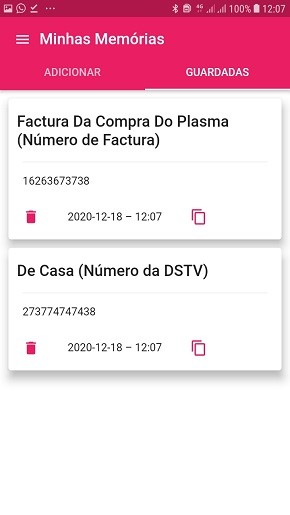 100% 12:07
Minhas Memórias
ADICIONAR GUARDADAS
Factura Da Compra Do Plasma
(Número de Factura)
16263673738
2020-12-18 – 12:07
De Casa (Número da DSTV)
273774747438
2020-12-18 – 12:07